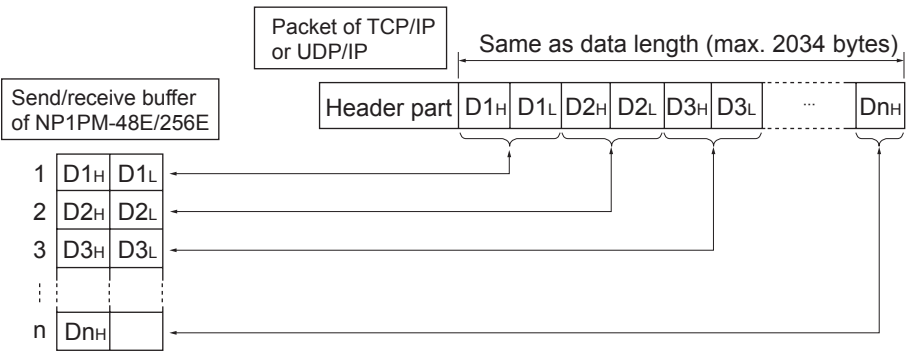 Packet of TCP/IP
or UDP/IP
Same as data length (max. 2034 bytes)
Send/receive buffer
of NP1PM-48E/256E
Header part D1H D1L D2H D2L D3H D3L ... DnH
1 D1H D1L
2 D2H D2L
3 D3H D3L
...
n DnH